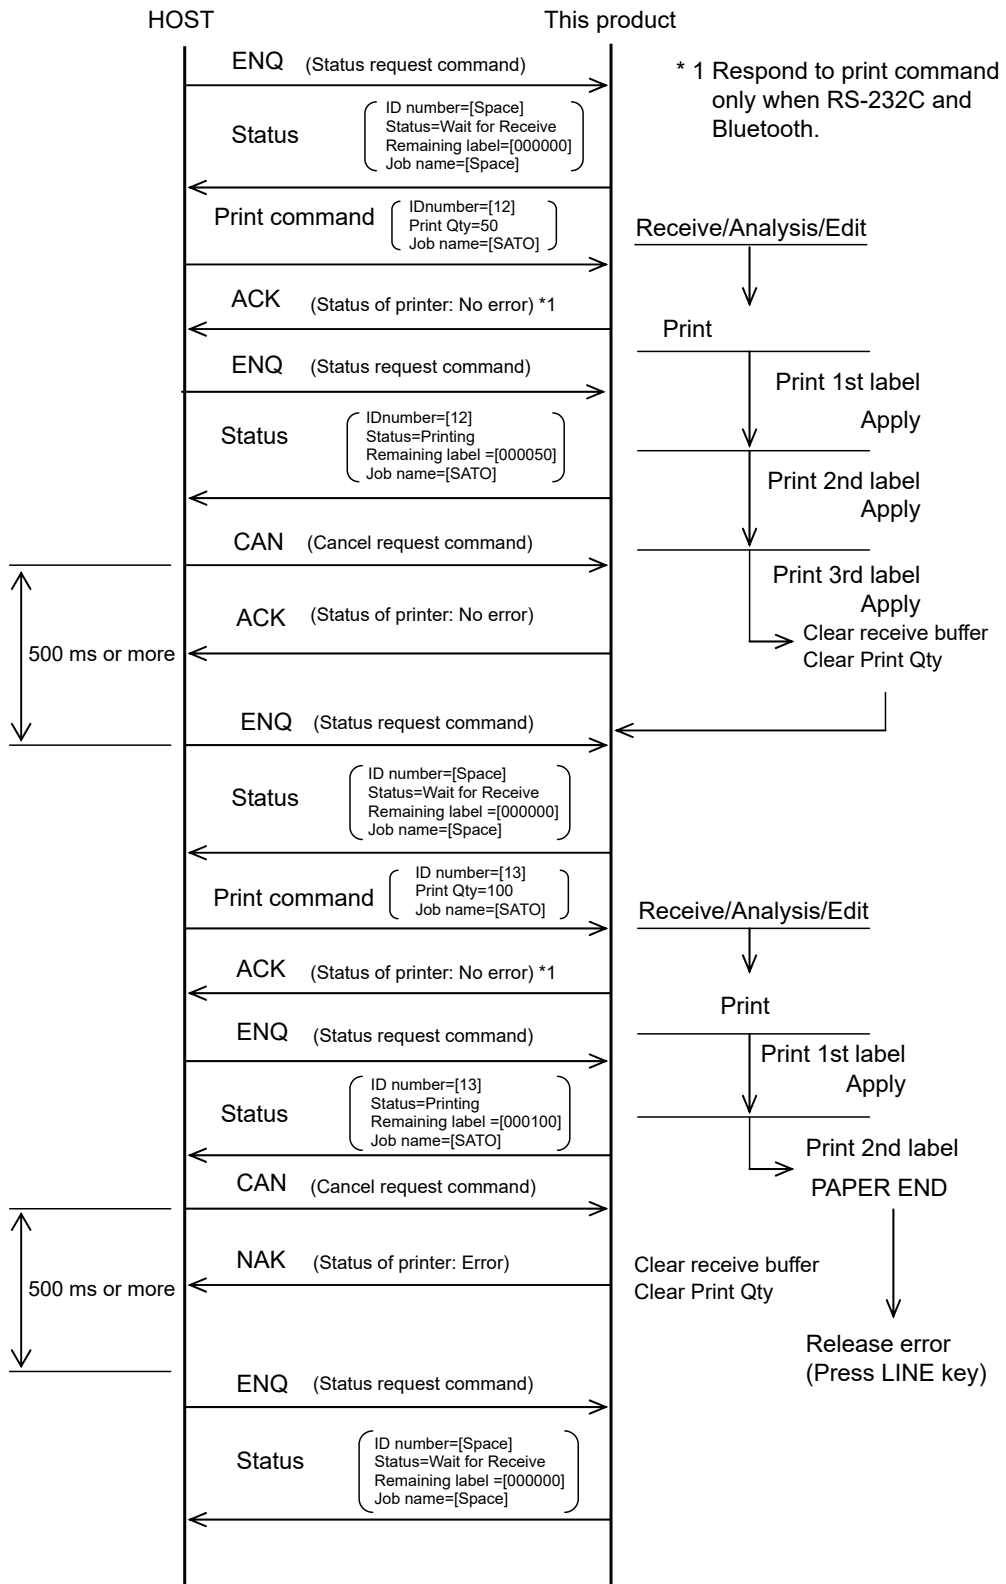 HOST
This product
* 1 Respond to print command
only when RS-232C and
Bluetooth.
ENQ (Status request command)
Status
ID number=[Space]
Status=Wait for Receive
Remaining label=[000000]
Job name=[Space]
Print command
IDnumber=[12]
Print Qty=50
Job name=[SATO]
Receive/Analysis/Edit
ACK (Status of printer: No error) *1
Print
ENQ (Status request command)
Print 1st label
Apply
Status
IDnumber=[12]
Status=Printing
Remaining label =[000050]
Job name=[SATO]
Print 2nd label
Apply
CAN (Cancel request command)
Print 3rd label
Apply
Clear receive buffer
Clear Print Qty
ACK (Status of printer: No error)
500 ms or more
ENQ (Status request command)
Status
ID number=[Space]
Status=Wait for Receive
Remaining label =[000000]
Job name=[Space]
Print command
ID number=[13]
Print Qty=100
Job name=[SATO]
Receive/Analysis/Edit
ACK (Status of printer: No error) *1
Print
ENQ (Status request command)
Print 1st label
Apply
Status
ID number=[13]
Status=Printing
Remaining label =[000100]
Job name=[SATO]
Print 2nd label
PAPER END
CAN (Cancel request command)
NAK (Status of printer: Error)
Clear receive buffer
Clear Print Qty
500 ms or more
Release error
(Press LINE key)
ENQ (Status request command)
Status
ID number=[Space]
Status=Wait for Receive
Remaining label =[000000]
Job name=[Space]